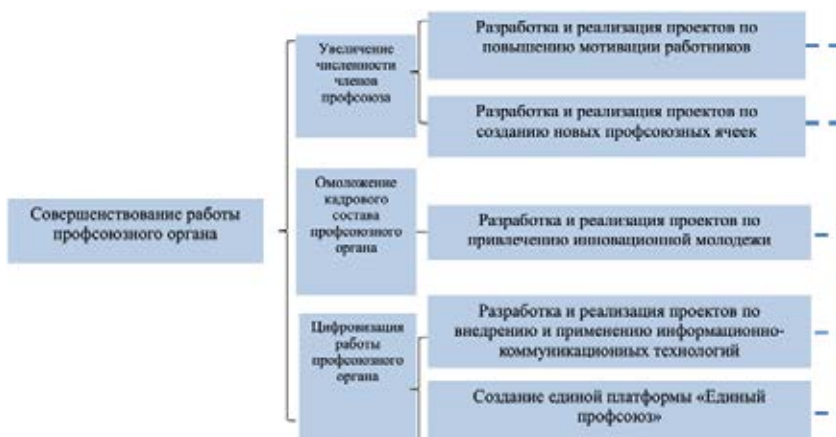 Совершенствование работы
профсоюзного органа
Увеличение
численности
членов
профсоюза
Разработка и реализация проектов по
повышению мотивации работников
Разработка и реализация проектов по
созданию новых профсоюзных ячеек
Омоложение
кадрового
состава
профсоюзного
органа
Разработка и реализация проектов по
привлечению инновационной молодежи
Цифровизация
работы
профсоюзного
органа
Разработка и реализация проектов по
внедрению и применению информационно-
коммуникационных технологий
Создание единой платформы «Единый
профсоюз»